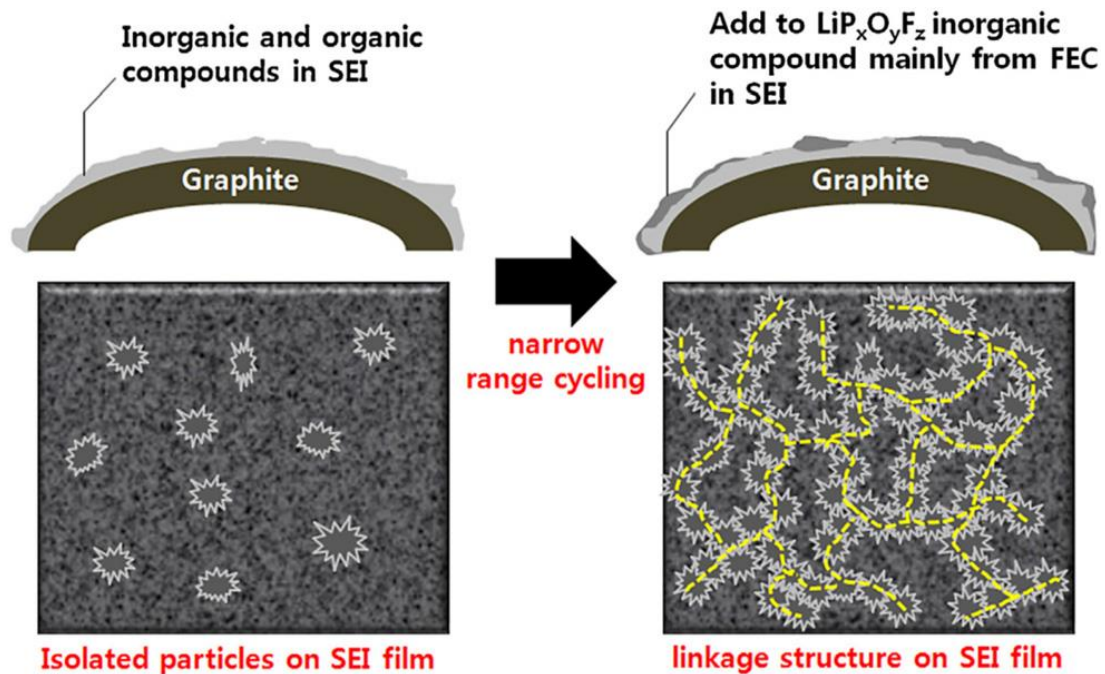 Inorganic and organic
compounds in SEI
Graphite
Add to LiPₓOᵧF_z inorganic
compound mainly from FEC
in SEI
Graphite
narrow
range cycling
Isolated particles on SEI film
linkage structure on SEI film